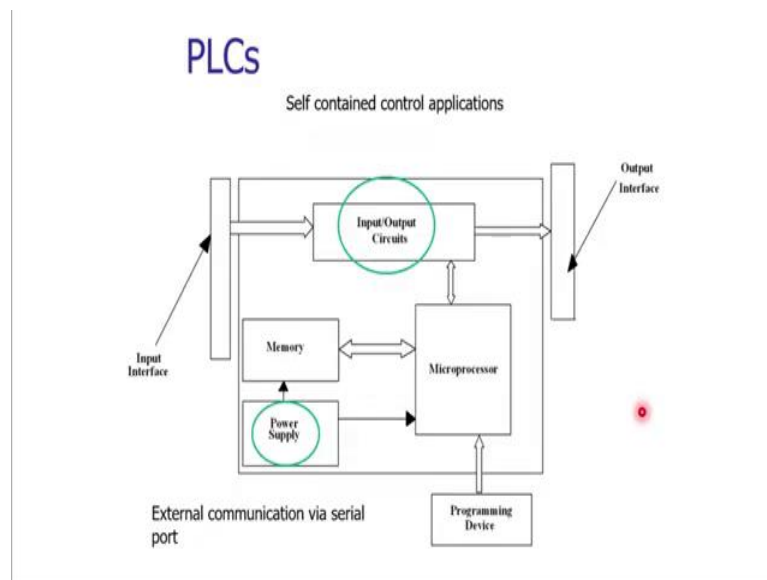 PLCs
Self contained control applications
Output
Interface
Input/Output
Circuits
Memory
Microprocessor
Input
Interface
Power
Supply
External communication via serial
port
Programming
Device